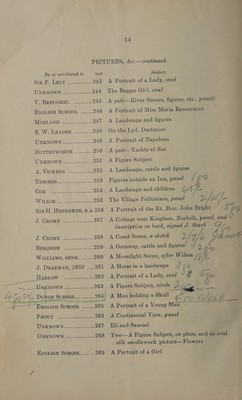 14
PICTURES, &c.—continued.
By or attributed to LOT Subject.
SIR P. LELY ............243 A Portrait of a Lady, oval
UNKNOWN ............244 The Beggar Girl, oval
V. BREUGHEL ......245 A pair—River Scenes, figures, etc., panels
ENGLISH SCHOOL ...246 A Portrait of Miss Maria Bannerman
MORLAND ............247 A Landscape and figures
B. W. LEADER ......248 On the Lyd, Dartmoor
UNKNOWN ............249 A Portrait of Napoleon
BUTTERWORTH ......250 A pair—Yachts at Sea
UNKNOWN ............251 A Figure Subject
A. VICKERS .........252 A Landscape, cattle and figures
TENIERS ............253 Figures outside an Inn, panel
COX ..................254 A Landscape and children
WILKIE ...............255 The Village Politicians, panel
SIR H. HERKOMER, R.A 256 A Portrait of the Rt. Hon. John Bright
J. CROME ............257 A Cottage near Kingham, Norfolk, panel, and
inscription on back, signed J. Stark
J. CROME ............258 A Coast Scene, a sketch
BERGHEM ............259 A Gateway, cattle and figures
WILLIAMS, SENR. ...260 A Moonlight Scene, after Wilson
J. DEARMAN, 1852 ...261 A Horse in a landscape
HARLOW ............262 A Portrait of a Lady, oval
UNKNOWN ............263 A Figure Subject, circle
DUTCH SCHOOL ......264 A Man holding a Skull
ENGLISH SCHOOL ...265 A Portrait of a Young Man
PROUT ...............266 A Continental View, panel
UNKNOWN ............267 Eli and Samuel
UNKNOWN ............268 Two—A Figure Subject, on glass, and an oval
silk needlework picture—Flowers
ENGLISH SCHOOL ...269 A Portrait of a Girl